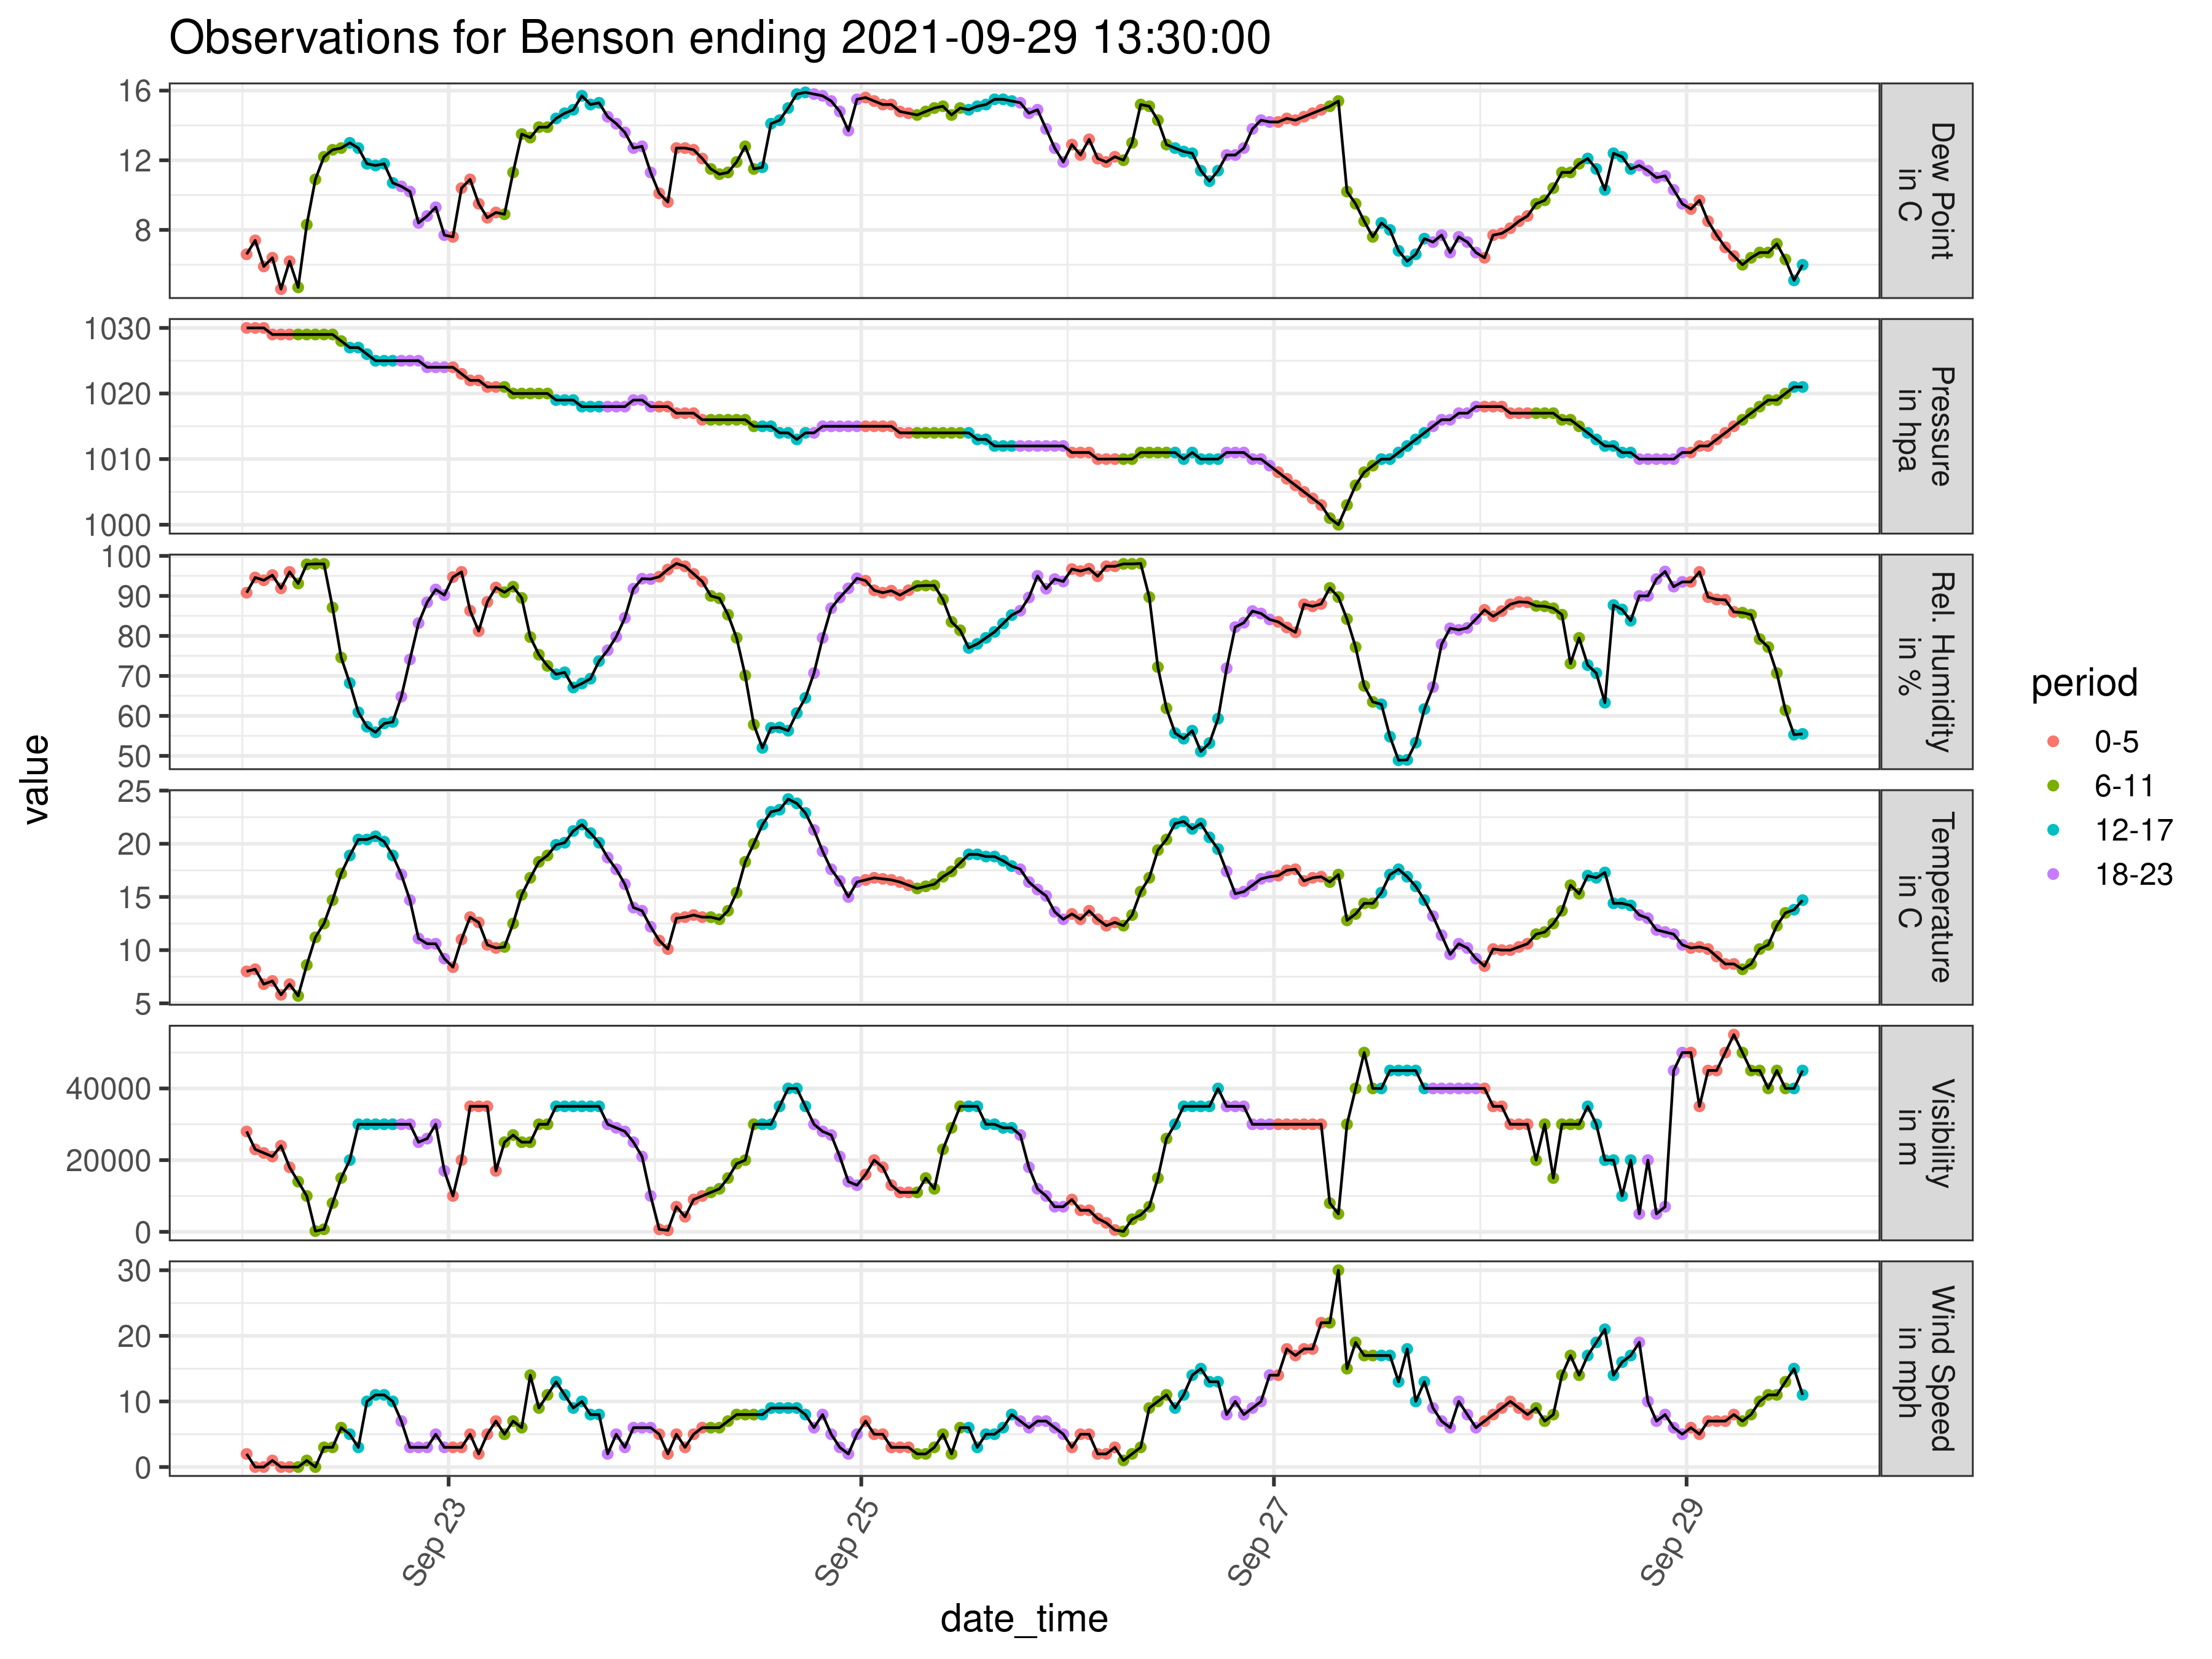 Observations for Benson ending 2021-09-29 13:30:00
value
16
12
8
Dew Point
in C
1030
1020
1010
1000
Pressure
in hpa
100
90
80
70
60
50
Rel. Humidity
in %
25
20
15
10
5
Temperature
in C
40000
20000
0
Visibility
in m
30
20
10
0
Wind Speed
in mph
Sep 23
Sep 25
Sep 27
Sep 29
date_time
period
0-5
6-11
12-17
18-23